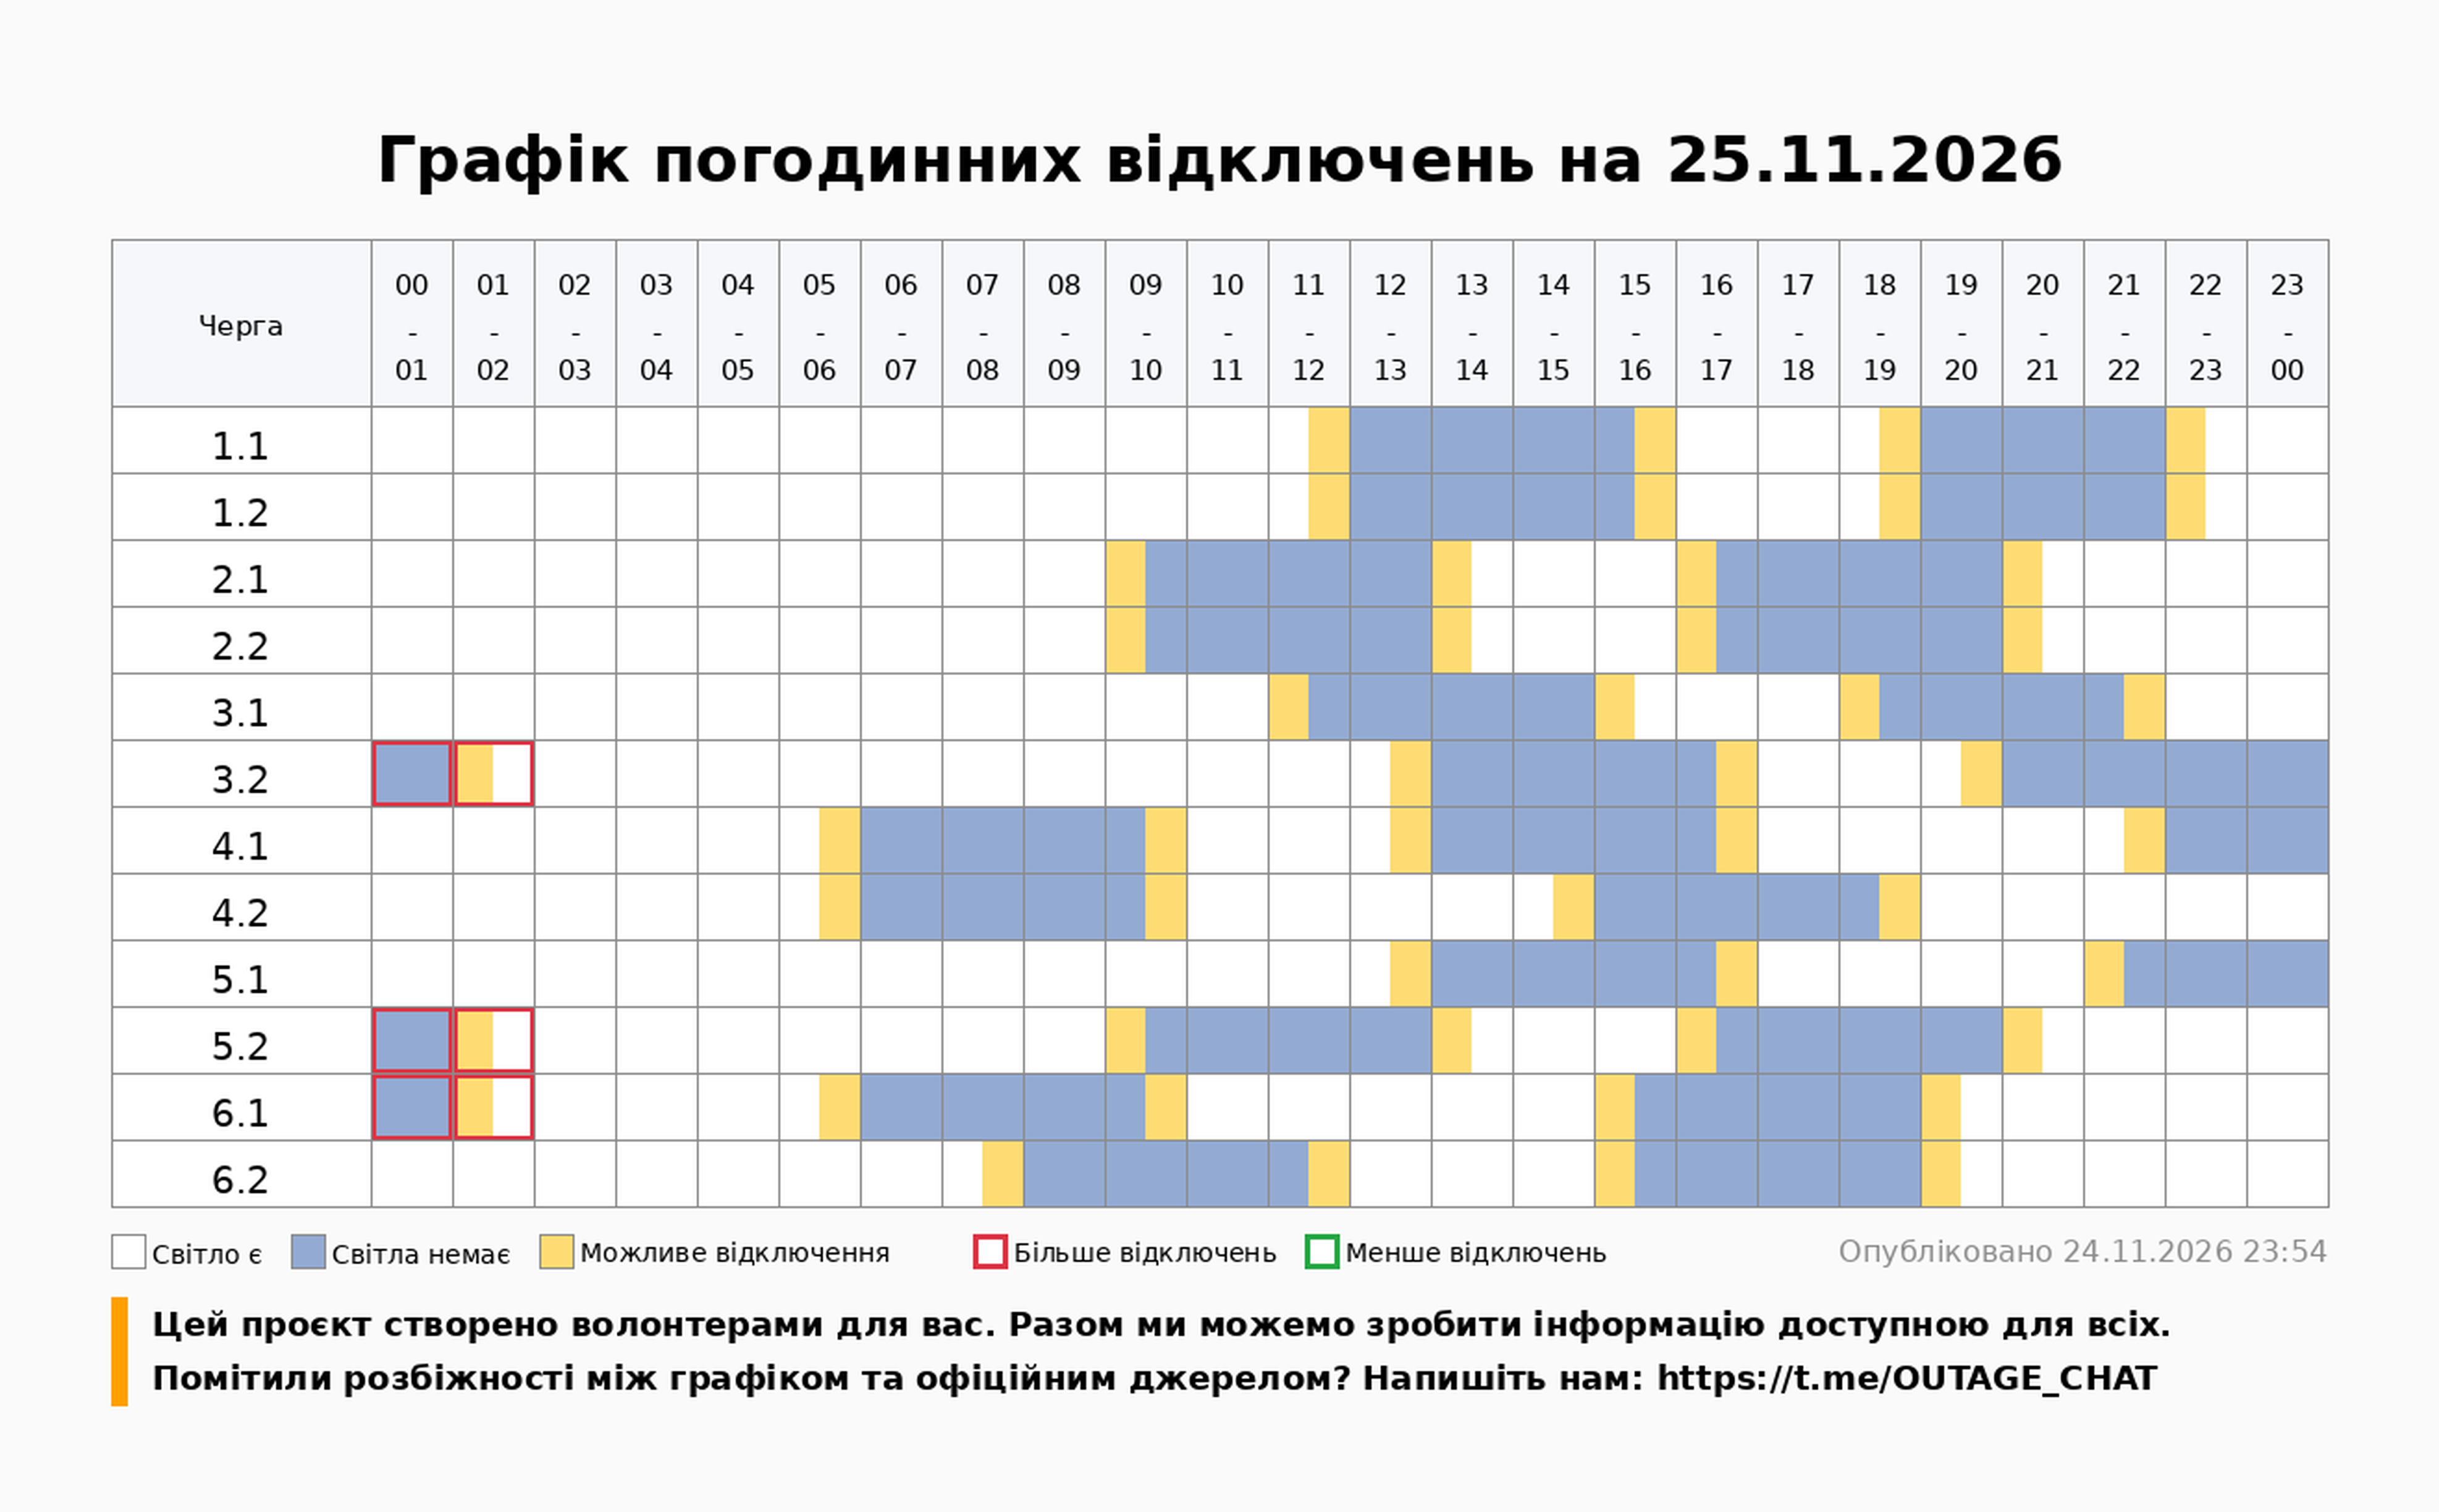 Графік погодинних відключень на 25.11.2026
Черга
00 - 01
01 - 02
02 - 03
03 - 04
04 - 05
05 - 06
06 - 07
07 - 08
08 - 09
09 - 10
10 - 11
11 - 12
12 - 13
13 - 14
14 - 15
15 - 16
16 - 17
17 - 18
18 - 19
19 - 20
20 - 21
21 - 22
22 - 23
23 - 00
1.1
1.2
2.1
2.2
3.1
3.2
4.1
4.2
5.1
5.2
6.1
6.2
Світло є
Світла немає
Можливе відключення
Більше відключень
Менше відключень
Опубліковано 24.11.2026 23:54
Цей проєкт створено волонтерами для вас. Разом ми можемо зробити інформацію доступною для всіх.
Помітили розбіжності між графіком та офіційним джерелом? Напишіть нам: https://t.me/OUTAGE_CHAT